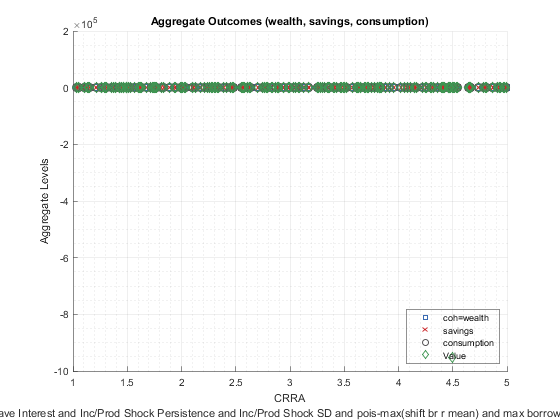 Aggregate Outcomes (wealth, savings, consumption)
×10⁵
2
0
-2
-4
-6
-8
-10
Aggregate Levels
coh=wealth
savings
consumption
Value
1
1.5
2
2.5
3
3.5
4
4.5
5
CRRA
ave Interest and Inc/Prod Shock Persistence and Inc/Prod Shock SD and pois-max(shift br r mean) and max borrow